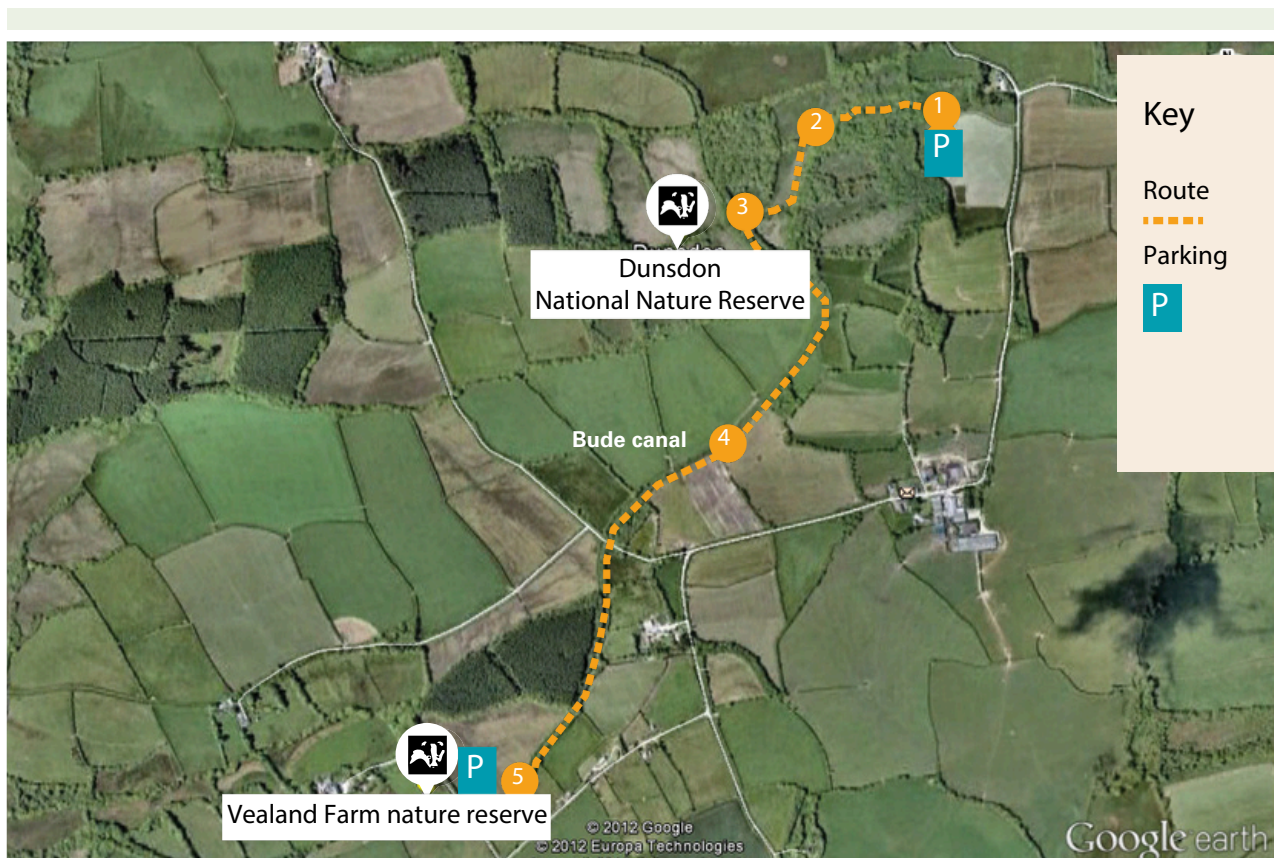 Key
Route
Parking
P
1
P
2
3
Dunsdon
National Nature Reserve
4
Bude canal
P
5
Vealand Farm nature reserve
© 2012 Google
© 2012 Europa Technologies
Google earth